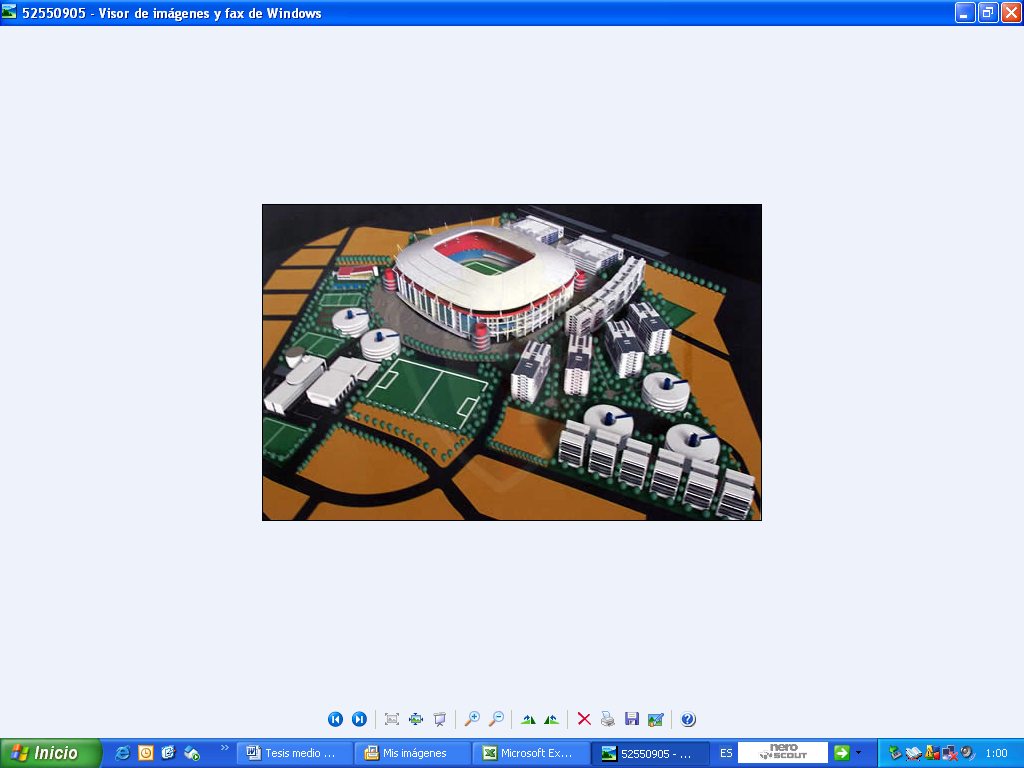 52550905 - Visor de imágenes y fax de Windows
Inicio
Tesis medio ...
Mis imágenes
Microsoft Ex...
52550905 - ...
ES
nero
SCOUT
1:00